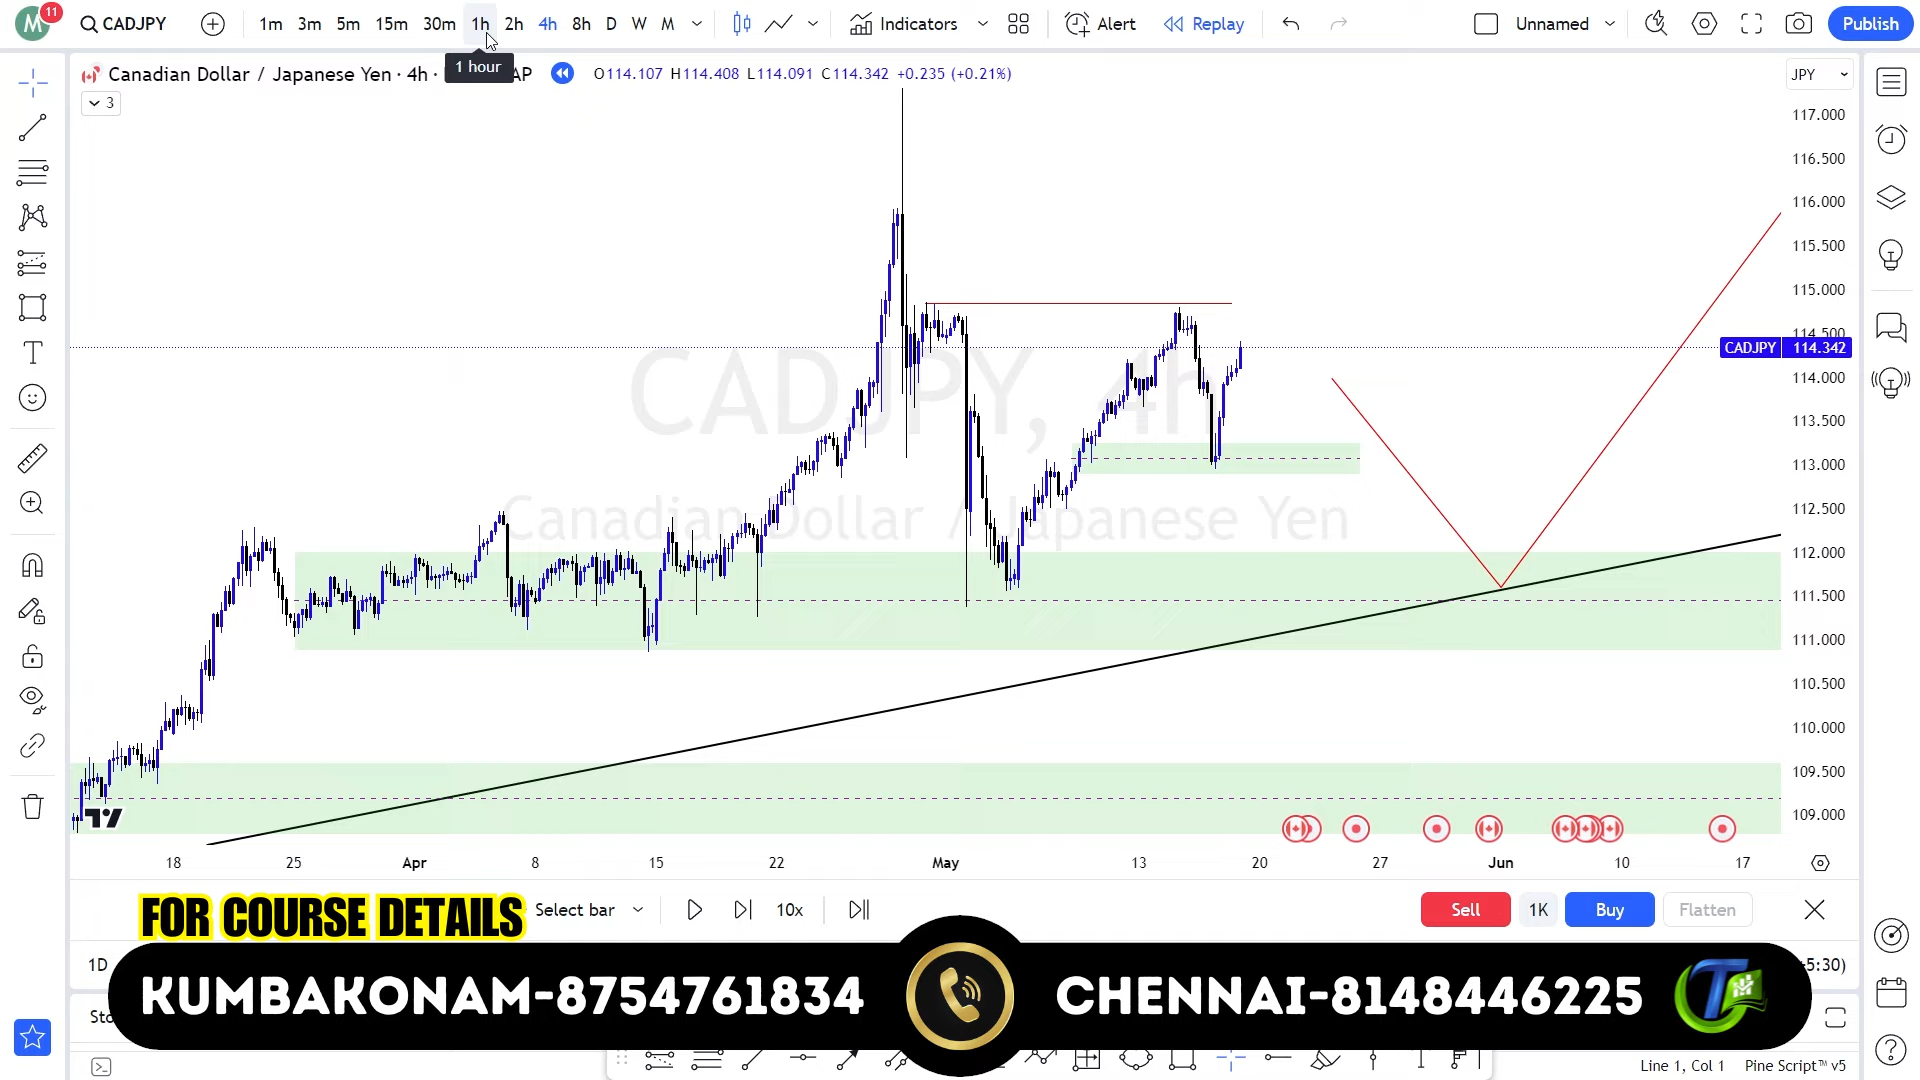 M
11
CADJPY
1m 3m 5m 15m 30m 1h 2h 4h 8h D W M
Indicators
Alert
Replay
Unnamed
Publish
1 hour
Canadian Dollar / Japanese Yen · 4h · AP
O114.107 H114.408 L114.091 C114.342 +0.235 (+0.21%)
JPY
3
117.000
116.500
116.000
115.500
115.000
114.500
CADJPY 114.342
114.000
113.500
113.000
112.500
112.000
111.500
111.000
110.500
110.000
109.500
109.000
CADJPY, 4h
Canadian Dollar / Japanese Yen
18 25 Apr 8 15 22 May 13 20 27 Jun 10 17
FOR COURSE DETAILS
Select bar
10x
Sell
1K
Buy
Flatten
1D
5:30)
KUMBAKONAM-8754761834
CHENNAI-8148446225
Sto
Line 1, Col 1 Pine Script™ v5